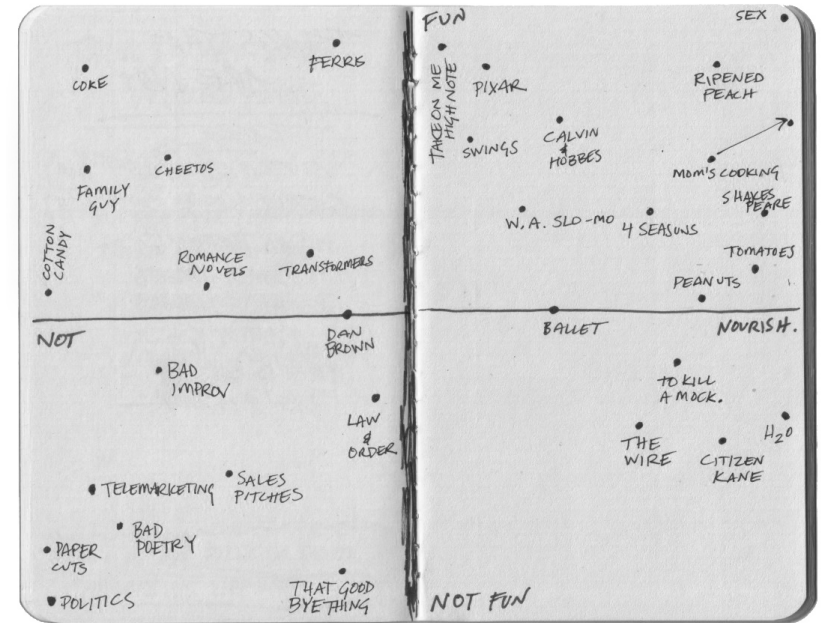 FERRIS
COKE
CHEETOS
FAMILY
GUY
COTTON
CANDY
ROMANCE
NOVELS
TRANSFORMERS
NOT
DAN
BROWN
BAD
IMPROV
LAW
&
ORDER
TELEMARKETING
SALES
PITCHES
BAD
POETRY
PAPER
CUTS
POLITICS
THAT GOOD
BYE THING
FUN
SEX
TAKE ON ME
HIGH NOTE
PIXAR
RIPENED
PEACH
SWINGS
CALVIN
&
HOBBES
MOM'S COOKING
SHAKES
PEARE
W.A. SLO-MO
4 SEASONS
TOMATOES
PEANUTS
BALLET
NOURISH.
TO KILL
A MOCK.
THE
WIRE
CITIZEN
KANE
H2O
NOT FUN